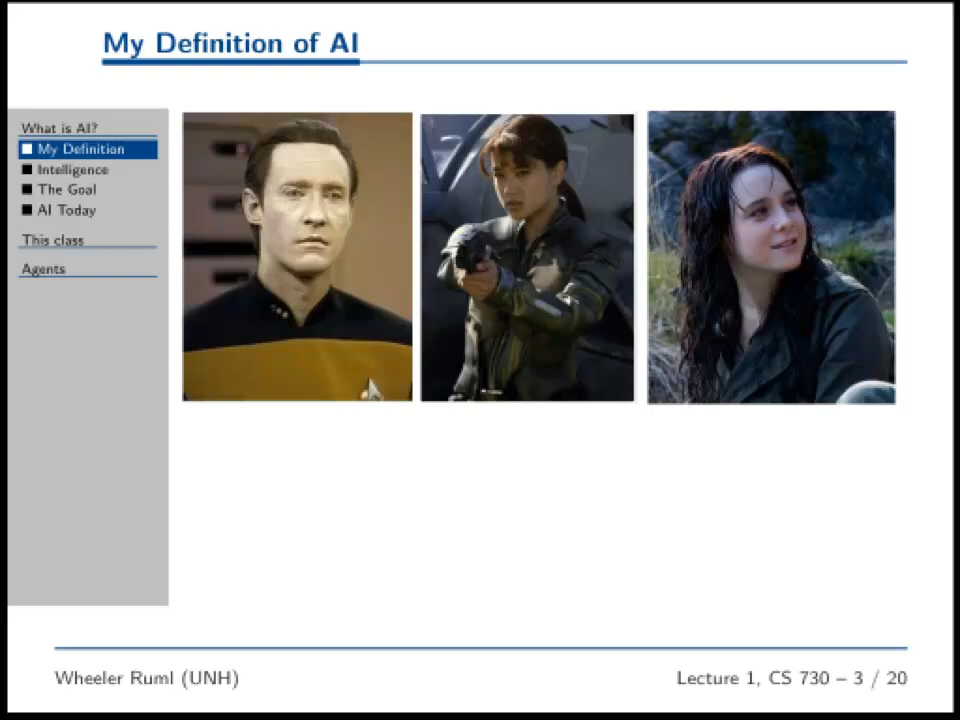 My Definition of AI
What is AI?
My Definition
Intelligence
The Goal
AI Today
This class
Agents
Wheeler Ruml (UNH)
Lecture 1, CS 730 – 3 / 20